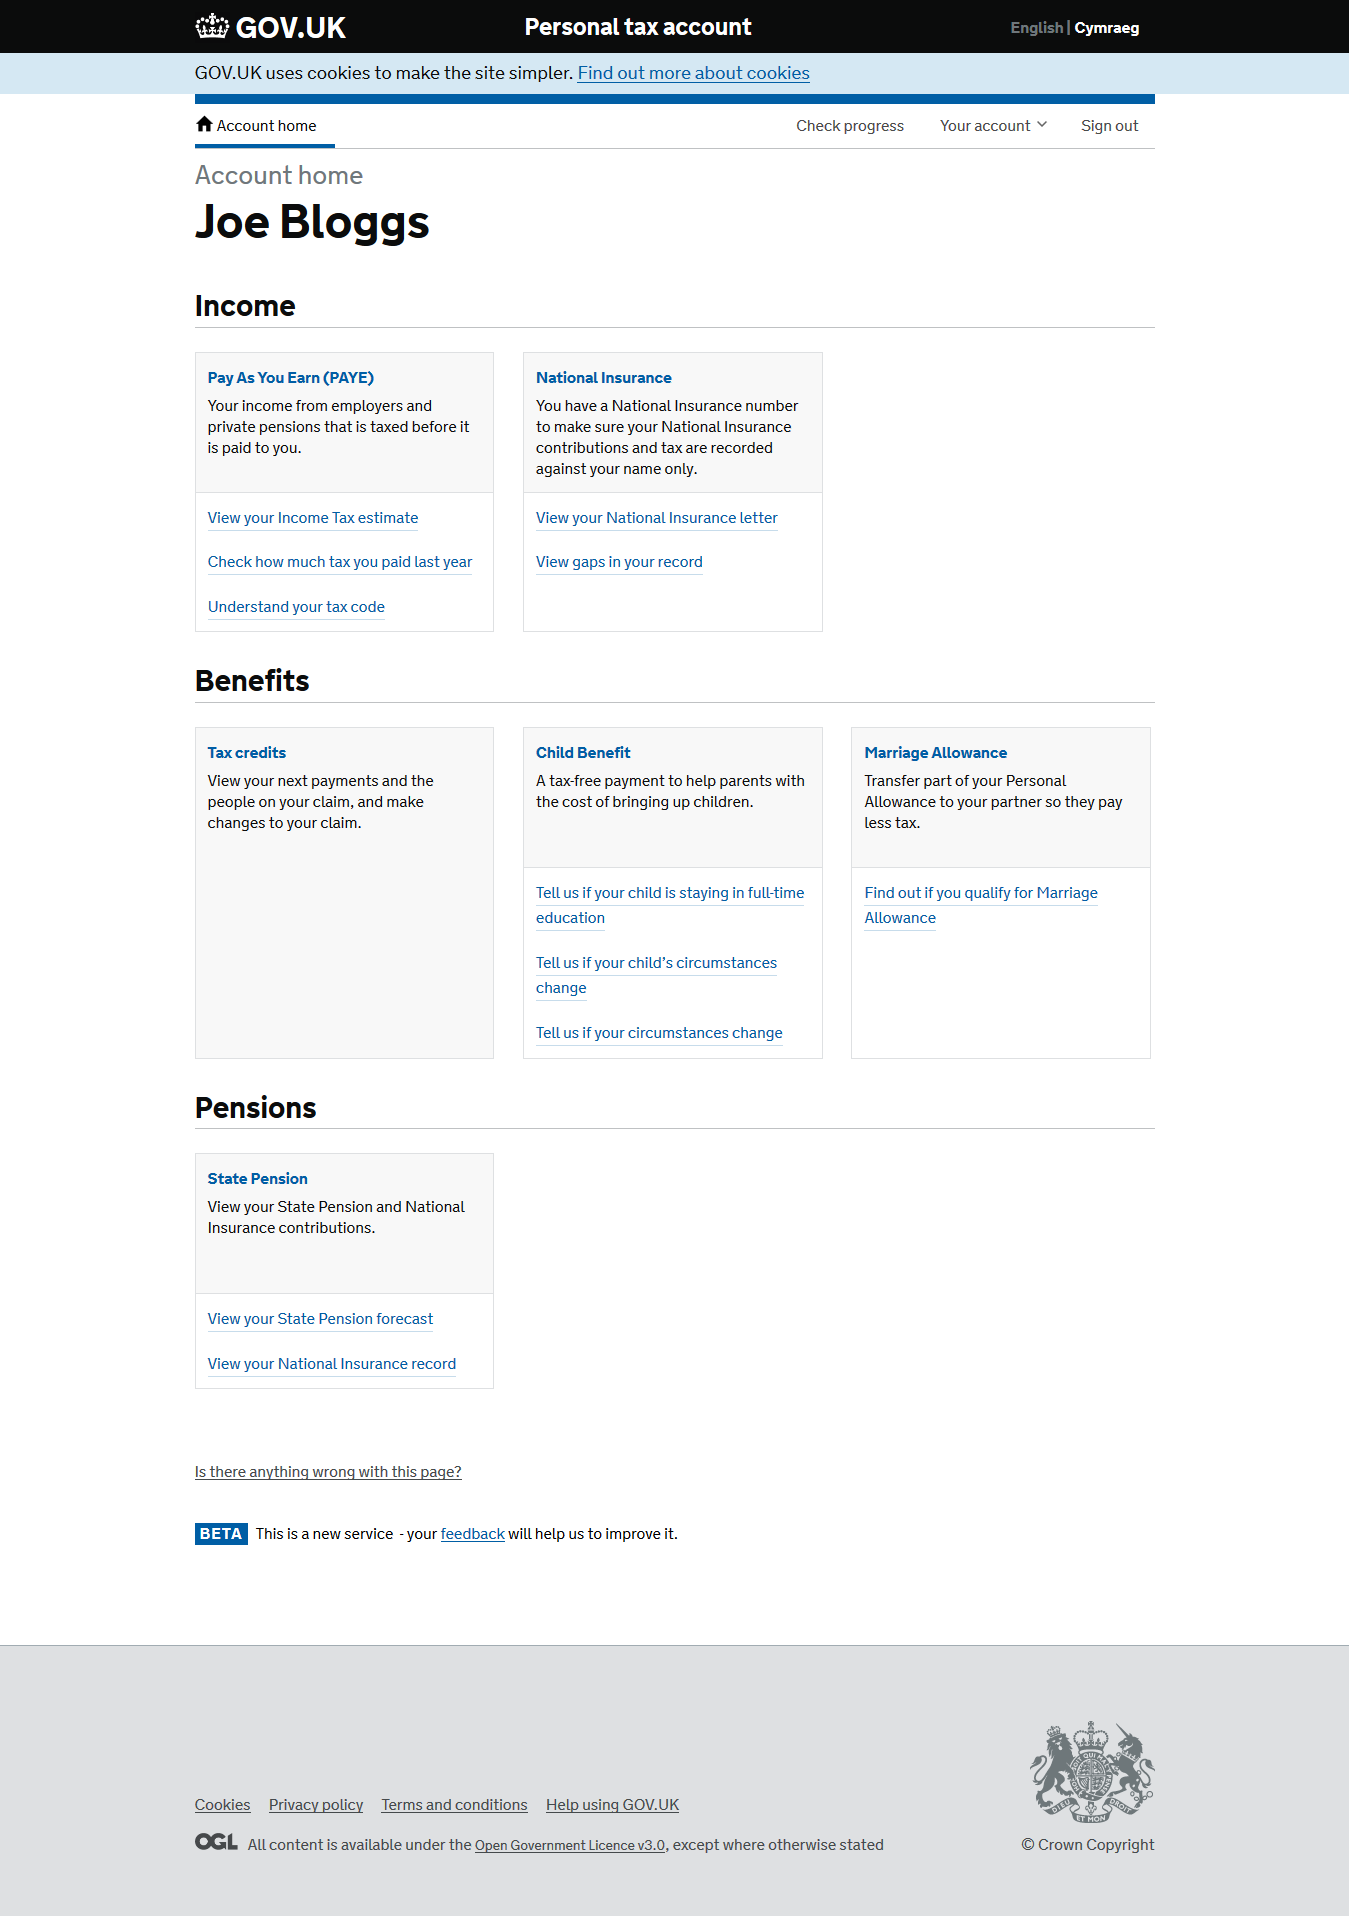 GOV.UK
Personal tax account
English | Cymraeg
GOV.UK uses cookies to make the site simpler. Find out more about cookies
Account home
Check progress
Your account
Sign out
Account home
Joe Bloggs
Income
Pay As You Earn (PAYE)
Your income from employers and
private pensions that is taxed before it
is paid to you.
View your Income Tax estimate
Check how much tax you paid last year
Understand your tax code
National Insurance
You have a National Insurance number
to make sure your National Insurance
contributions and tax are recorded
against your name only.
View your National Insurance letter
View gaps in your record
Benefits
Tax credits
View your next payments and the
people on your claim, and make
changes to your claim.
Child Benefit
A tax-free payment to help parents with
the cost of bringing up children.
Tell us if your child is staying in full-time
education
Tell us if your child’s circumstances
change
Tell us if your circumstances change
Marriage Allowance
Transfer part of your Personal
Allowance to your partner so they pay
less tax.
Find out if you qualify for Marriage
Allowance
Pensions
State Pension
View your State Pension and National
Insurance contributions.
View your State Pension forecast
View your National Insurance record
Is there anything wrong with this page?
BETA This is a new service - your feedback will help us to improve it.
Cookies Privacy policy Terms and conditions Help using GOV.UK
OGL All content is available under the Open Government Licence v3.0, except where otherwise stated
DIEU ET MON DROIT
© Crown Copyright